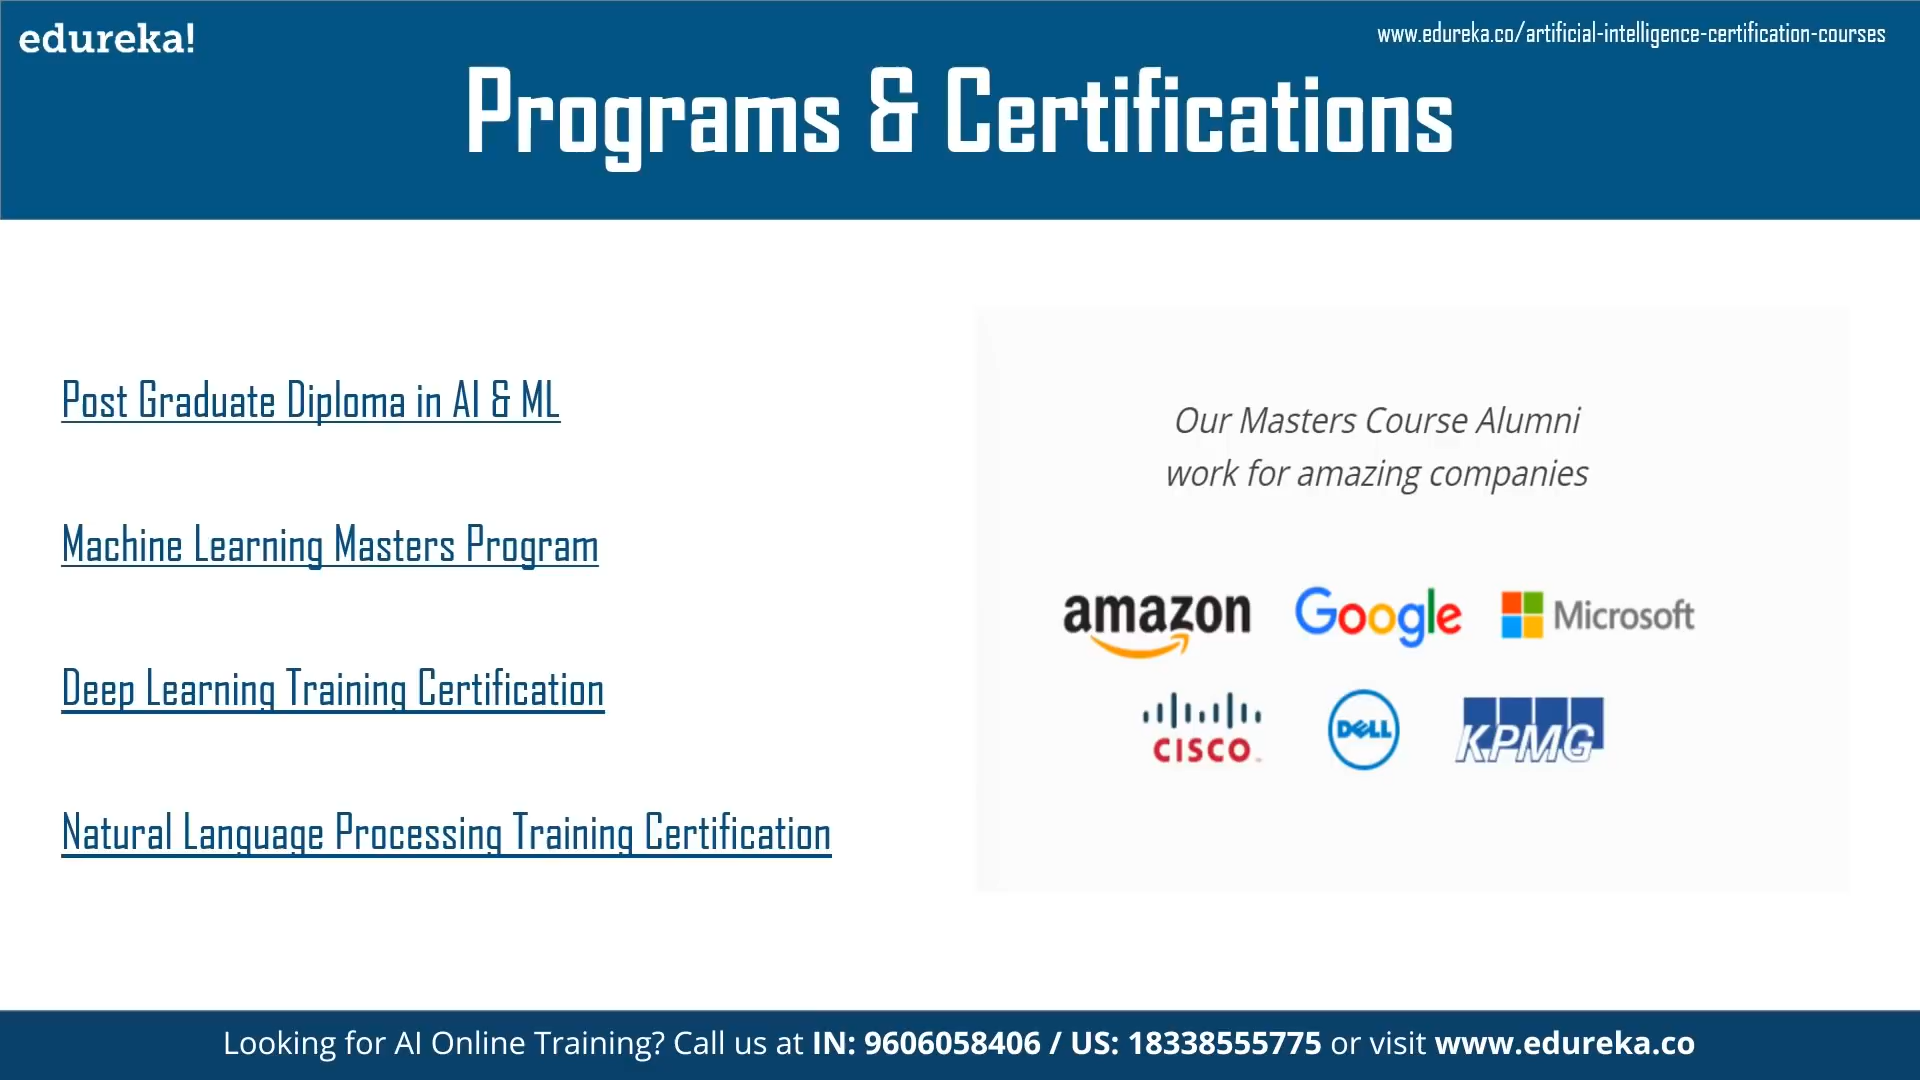 edureka!
www.edureka.co/artificial-intelligence-certification-courses
Programs & Certifications
Post Graduate Diploma in AI & ML
Machine Learning Masters Program
Deep Learning Training Certification
Natural Language Processing Training Certification
Our Masters Course Alumni
work for amazing companies
amazon Google Microsoft
CISCO DELL KPMG
Looking for AI Online Training? Call us at IN: 9606058406 / US: 18338555775 or visit www.edureka.co